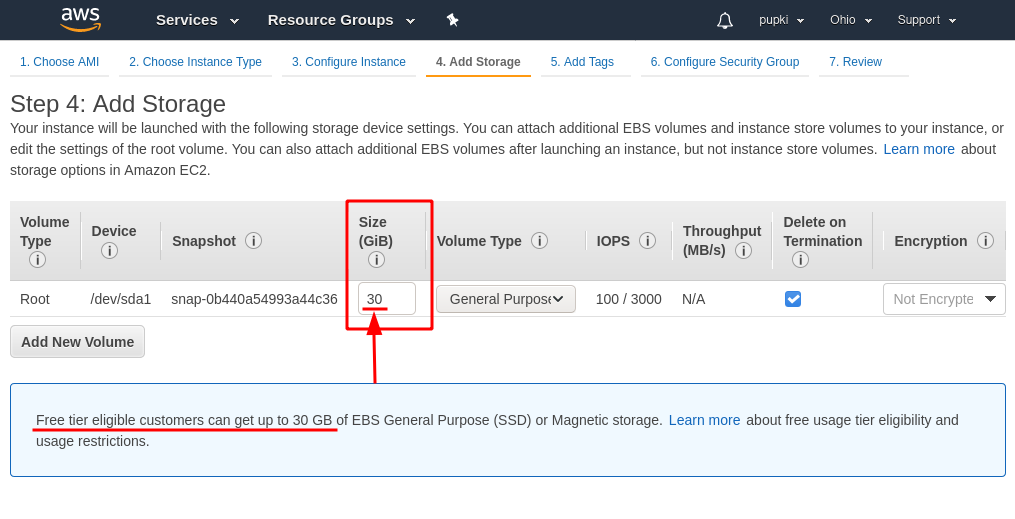 aws Services Resource Groups pupki Ohio Support
1. Choose AMI 2. Choose Instance Type 3. Configure Instance 4. Add Storage 5. Add Tags 6. Configure Security Group 7. Review
Step 4: Add Storage
Your instance will be launched with the following storage device settings. You can attach additional EBS volumes and instance store volumes to your instance, or
edit the settings of the root volume. You can also attach additional EBS volumes after launching an instance, but not instance store volumes. Learn more about
storage options in Amazon EC2.
Volume
Type
i
Device
i
Snapshot i
Size
(GiB)
i
Volume Type i
IOPS i
Throughput
(MB/s) i
Delete on
Termination
i
Encryption i
Root /dev/sda1 snap-0b440a54993a44c36 30 General Purpose 100 / 3000 N/A Not Encrypte
Add New Volume
Free tier eligible customers can get up to 30 GB of EBS General Purpose (SSD) or Magnetic storage. Learn more about free usage tier eligibility and
usage restrictions.